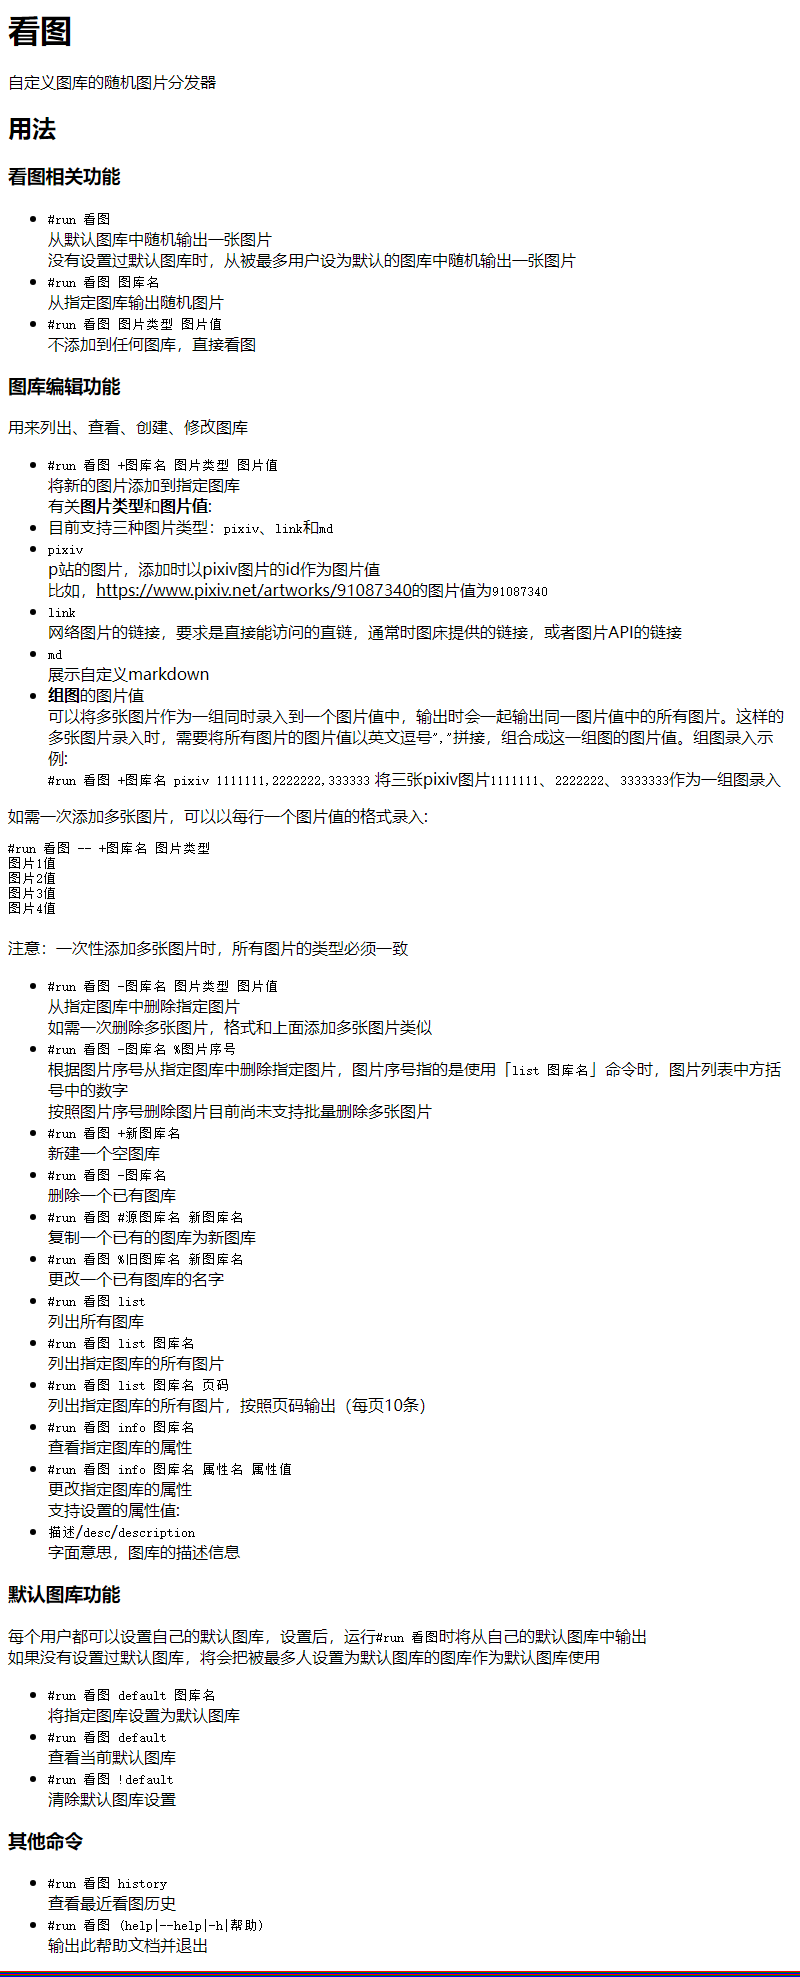 看图
自定义图库的随机图片分发器
用法
看图相关功能
#run 看图
从默认图库中随机输出一张图片
没有设置过默认图库时，从被最多用户设为默认的图库中随机输出一张图片
#run 看图 图库名
从指定图库输出随机图片
#run 看图 图片类型 图片值
不添加到任何图库，直接看图
图库编辑功能
用来列出、查看、创建、修改图库
#run 看图 +图库名 图片类型 图片值
将新的图片添加到指定图库
有关图片类型和图片值:
目前支持三种图片类型：pixiv、link和md
pixiv
p站的图片，添加时以pixiv图片的id作为图片值
比如，https://www.pixiv.net/artworks/91087340的图片值为91087340
link
网络图片的链接，要求是直接能访问的直链，通常时图床提供的链接，或者图片API的链接
md
展示自定义markdown
组图的图片值
可以将多张图片作为一组同时录入到一个图片值中，输出时会一起输出同一图片值中的所有图片。这样的
多张图片录入时，需要将所有图片的图片值以英文逗号","拼接，组合成这一组图的图片值。组图录入示
例:
#run 看图 +图库名 pixiv 1111111,2222222,333333 将三张pixiv图片1111111、2222222、3333333作为一组图录入
如需一次添加多张图片，可以以每行一个图片值的格式录入:
#run 看图 -- +图库名 图片类型
图片1值
图片2值
图片3值
图片4值
注意：一次性添加多张图片时，所有图片的类型必须一致
#run 看图 -图库名 图片类型 图片值
从指定图库中删除指定图片
如需一次删除多张图片，格式和上面添加多张图片类似
#run 看图 -图库名 %图片序号
根据图片序号从指定图库中删除指定图片，图片序号指的是使用「list 图库名」命令时，图片列表中方括
号中的数字
按照图片序号删除图片目前尚未支持批量删除多张图片
#run 看图 +新图库名
新建一个空图库
#run 看图 -图库名
删除一个已有图库
#run 看图 #源图库名 新图库名
复制一个已有的图库为新图库
#run 看图 %旧图库名 新图库名
更改一个已有图库的名字
#run 看图 list
列出所有图库
#run 看图 list 图库名
列出指定图库的所有图片
#run 看图 list 图库名 页码
列出指定图库的所有图片，按照页码输出（每页10条）
#run 看图 info 图库名
查看指定图库的属性
#run 看图 info 图库名 属性名 属性值
更改指定图库的属性
支持设置的属性值:
描述/desc/description
字面意思，图库的描述信息
默认图库功能
每个用户都可以设置自己的默认图库，设置后，运行#run 看图时将从自己的默认图库中输出
如果没有设置过默认图库，将会把被最多人设置为默认图库的图库作为默认图库使用
#run 看图 default 图库名
将指定图库设置为默认图库
#run 看图 default
查看当前默认图库
#run 看图 !default
清除默认图库设置
其他命令
#run 看图 history
查看最近看图历史
#run 看图 (help|--help|-h|帮助)
输出此帮助文档并退出